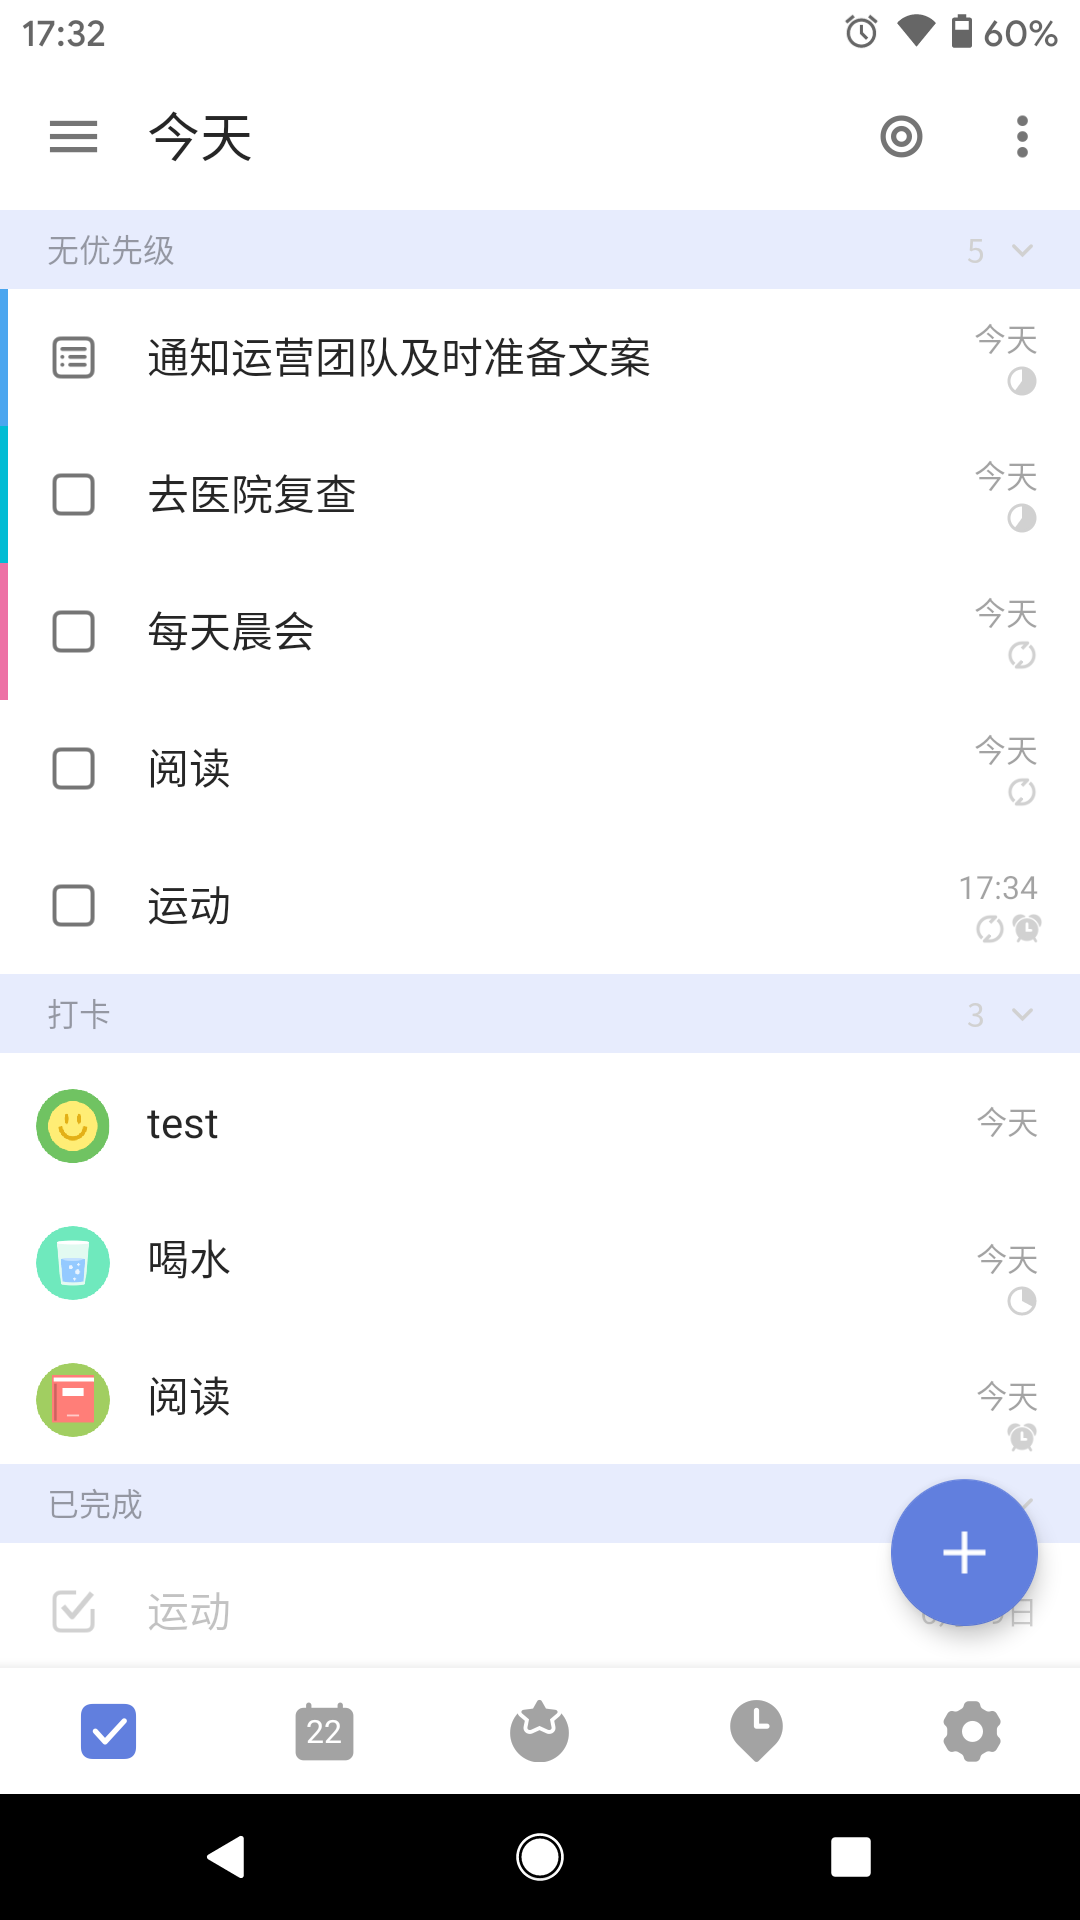 17:32
60%
今天
无优先级
5
通知运营团队及时准备文案
今天
去医院复查
今天
每天晨会
今天
阅读
今天
运动
17:34
打卡
3
test
今天
喝水
今天
阅读
今天
已完成
运动
日
22